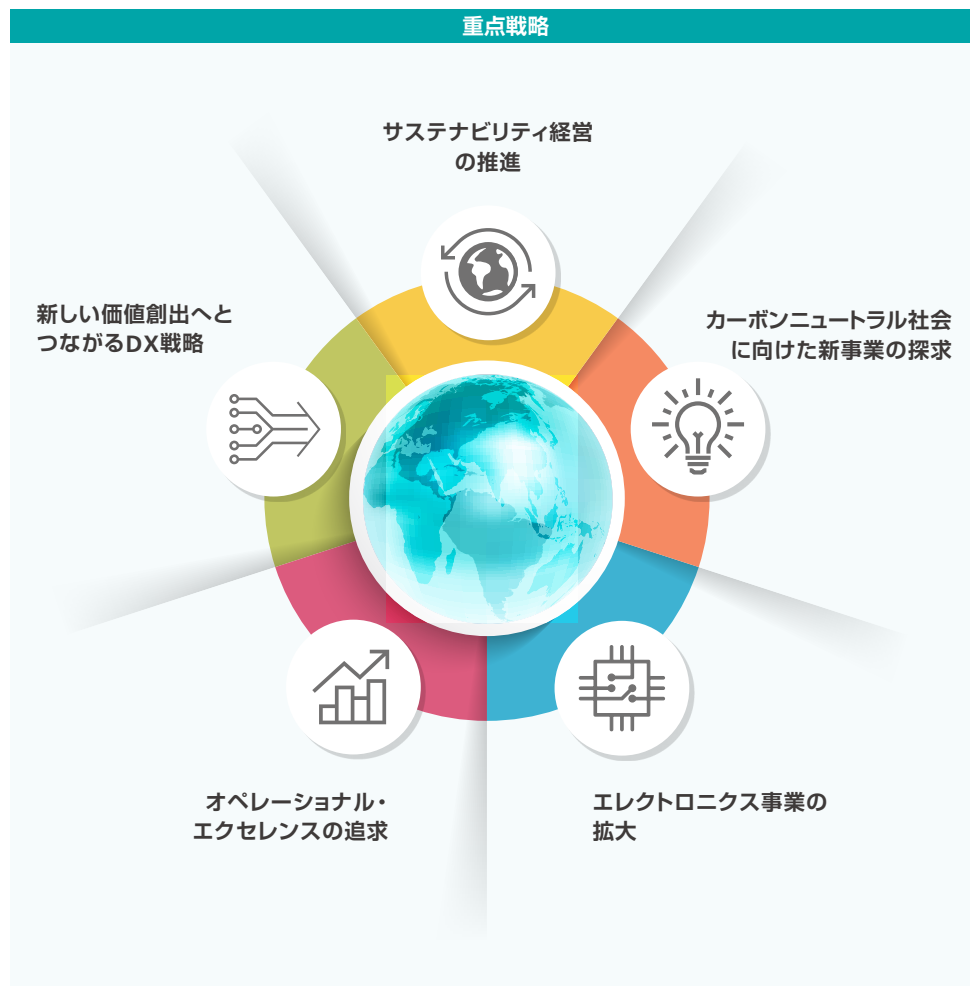 重点戦略
サステナビリティ経営
の推進
カーボンニュートラル社会
に向けた新事業の探求
エレクトロニクス事業の
拡大
オペレーショナル・
エクセレンスの追求
新しい価値創出へと
つながるDX戦略